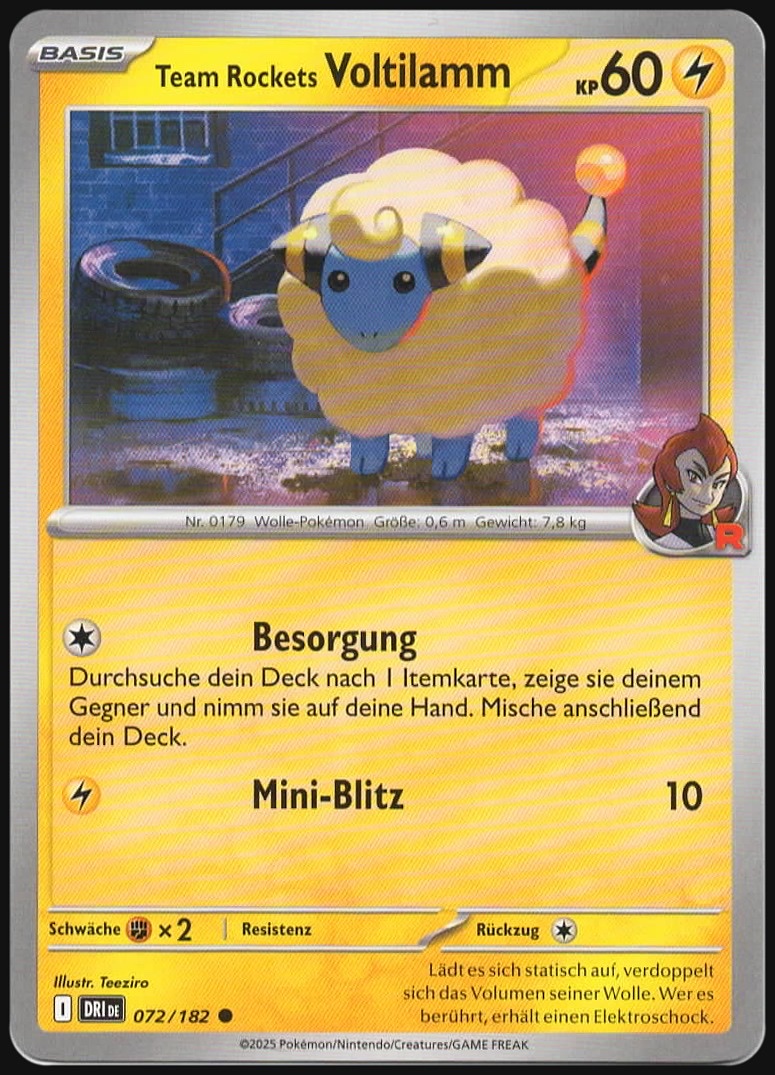 BASIS
Team Rockets Voltilamm KP 60
Nr. 0179 Wolle-Pokémon Größe: 0,6 m Gewicht: 7,8 kg
R
Besorgung
Durchsuche dein Deck nach 1 Itemkarte, zeige sie deinem
Gegner und nimm sie auf deine Hand. Mische anschließend
dein Deck.
Mini-Blitz 10
Schwäche × 2 Resistenz Rückzug
Illustr. Teeziro
Lädt es sich statisch auf, verdoppelt
sich das Volumen seiner Wolle. Wer es
berührt, erhält einen Elektroschock.
I DRI DE 072/182
©2025 Pokémon/Nintendo/Creatures/GAME FREAK